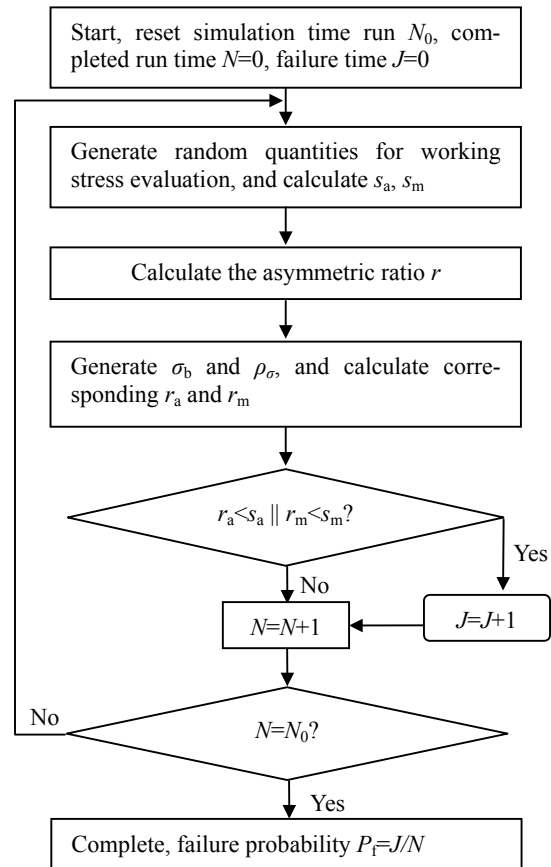 Start, reset simulation time run N₀, com-
pleted run time N=0, failure time J=0
Generate random quantities for working
stress evaluation, and calculate sₐ, sₘ
Calculate the asymmetric ratio r
Generate σb and ρσ, and calculate corre-
sponding rₐ and rₘ
rₐ<sₐ || rₘ<sₘ?
Yes
No
N=N+1
J=J+1
No
N=N₀?
Yes
Complete, failure probability Pf=J/N